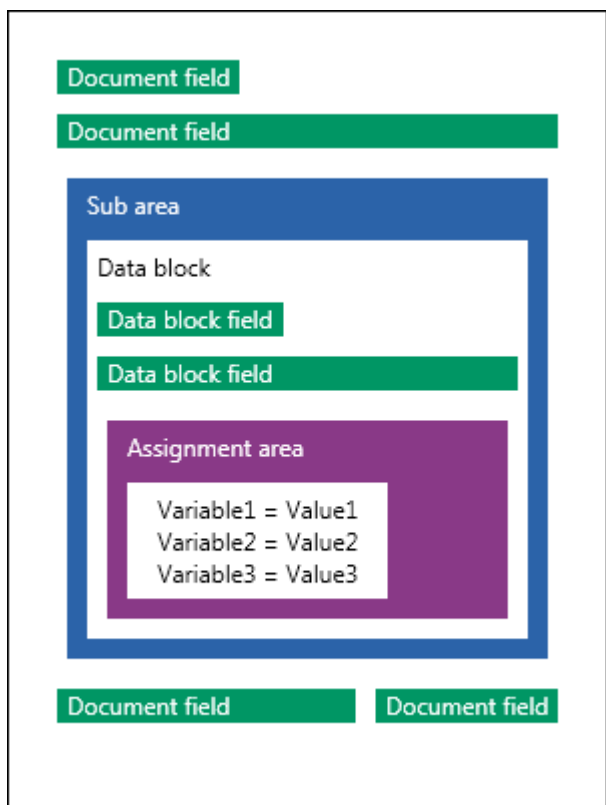 Document field
Document field
Sub area
Data block
Data block field
Data block field
Assignment area
Variable1 = Value1
Variable2 = Value2
Variable3 = Value3
Document field
Document field